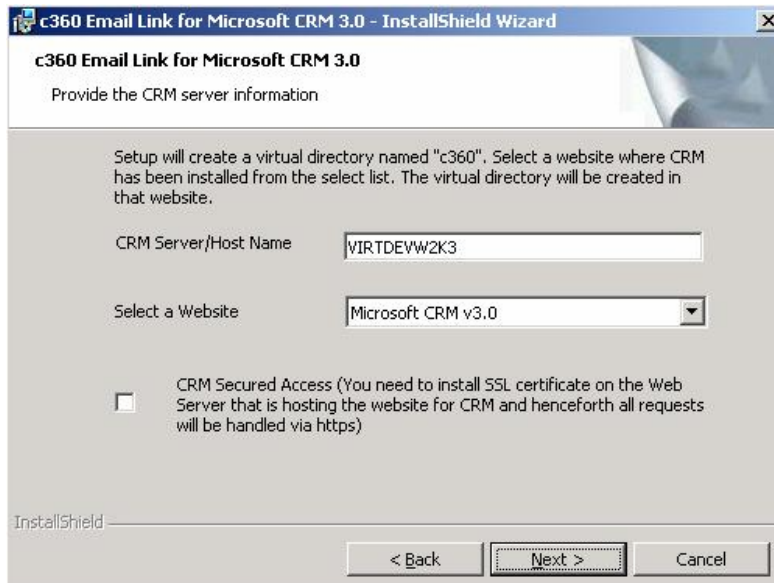 c360 Email Link for Microsoft CRM 3.0 - InstallShield Wizard
c360 Email Link for Microsoft CRM 3.0
Provide the CRM server information
Setup will create a virtual directory named "c360". Select a website where CRM
has been installed from the select list. The virtual directory will be created in
that website.
CRM Server/Host Name
VIRTDEVW2K3
Select a Website
Microsoft CRM v3.0
CRM Secured Access (You need to install SSL certificate on the Web
Server that is hosting the website for CRM and henceforth all requests
will be handled via https)
InstallShield
< Back
Next >
Cancel